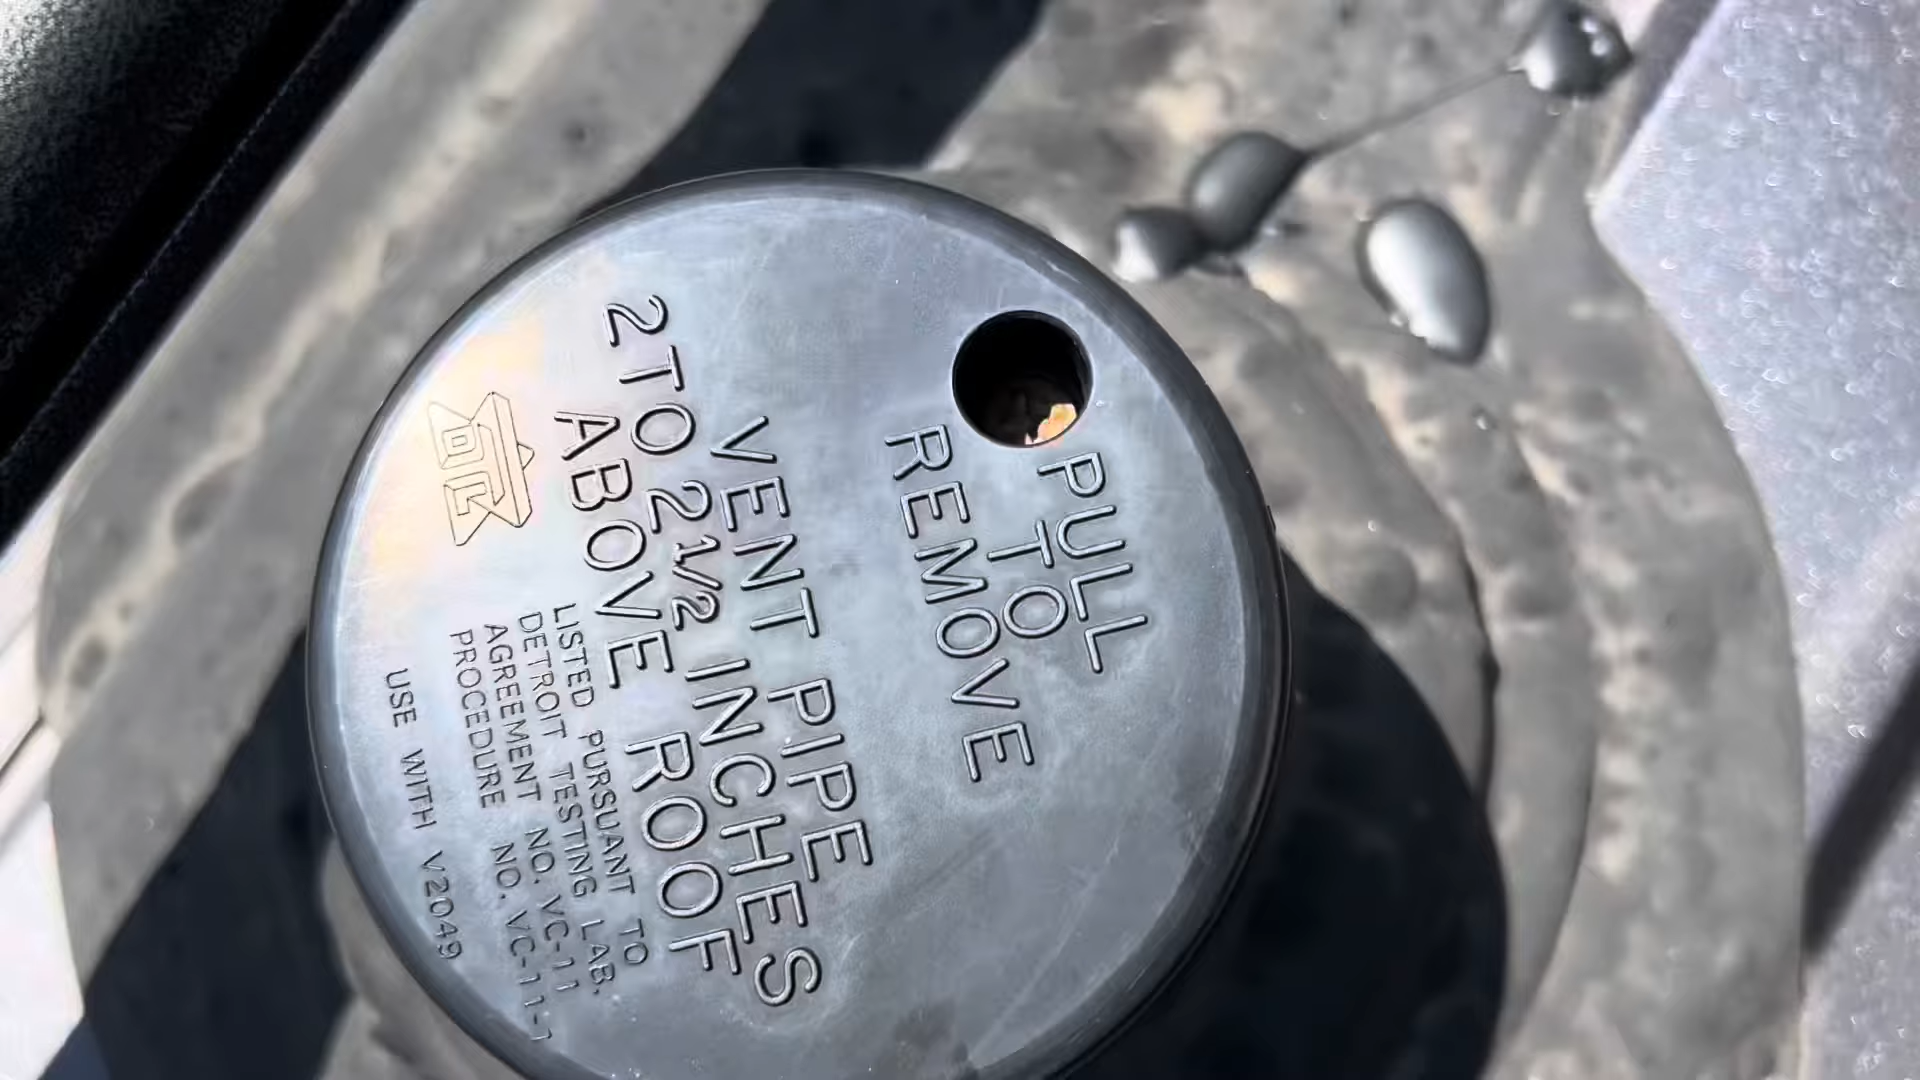 PULL
TO
REMOVE
VENT PIPE
2 TO 2 1/2 INCHES
ABOVE ROOF
LISTED PURSUANT TO
DETROIT TESTING LAB.
AGREEMENT NO. VC-11
PROCEDURE NO. VC-11-1
USE WITH V2049